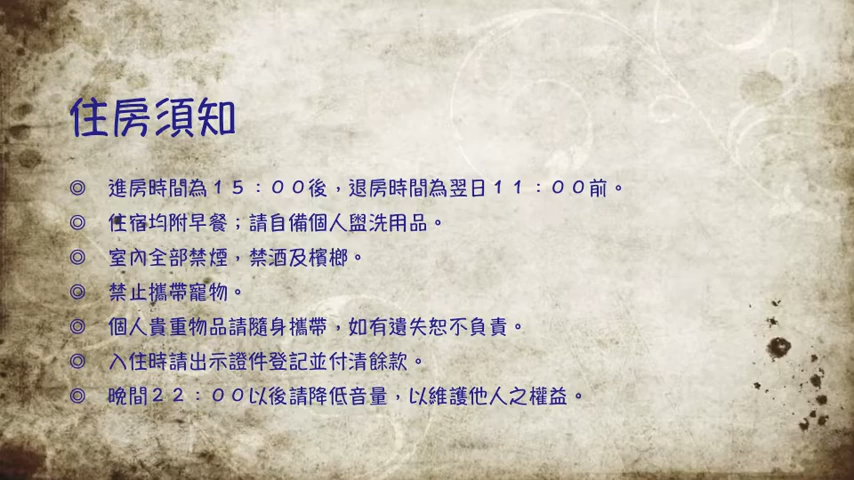 住房須知
◎ 進房時間為１５：００後，退房時間為翌日１１：００前。
◎ 住宿均附早餐；請自備個人盥洗用品。
◎ 室內全部禁煙，禁酒及檳榔。
◎ 禁止攜帶寵物。
◎ 個人貴重物品請隨身攜帶，如有遺失恕不負責。
◎ 入住時請出示證件登記並付清餘款。
◎ 晚間２２：００以後請降低音量，以維護他人之權益。